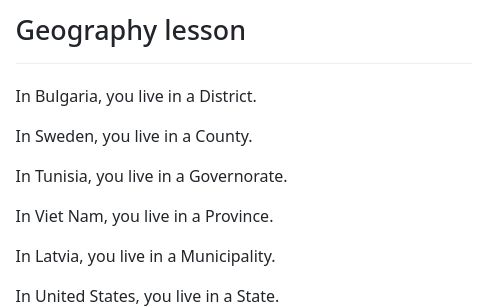 Geography lesson
In Bulgaria, you live in a District.
In Sweden, you live in a County.
In Tunisia, you live in a Governorate.
In Viet Nam, you live in a Province.
In Latvia, you live in a Municipality.
In United States, you live in a State.